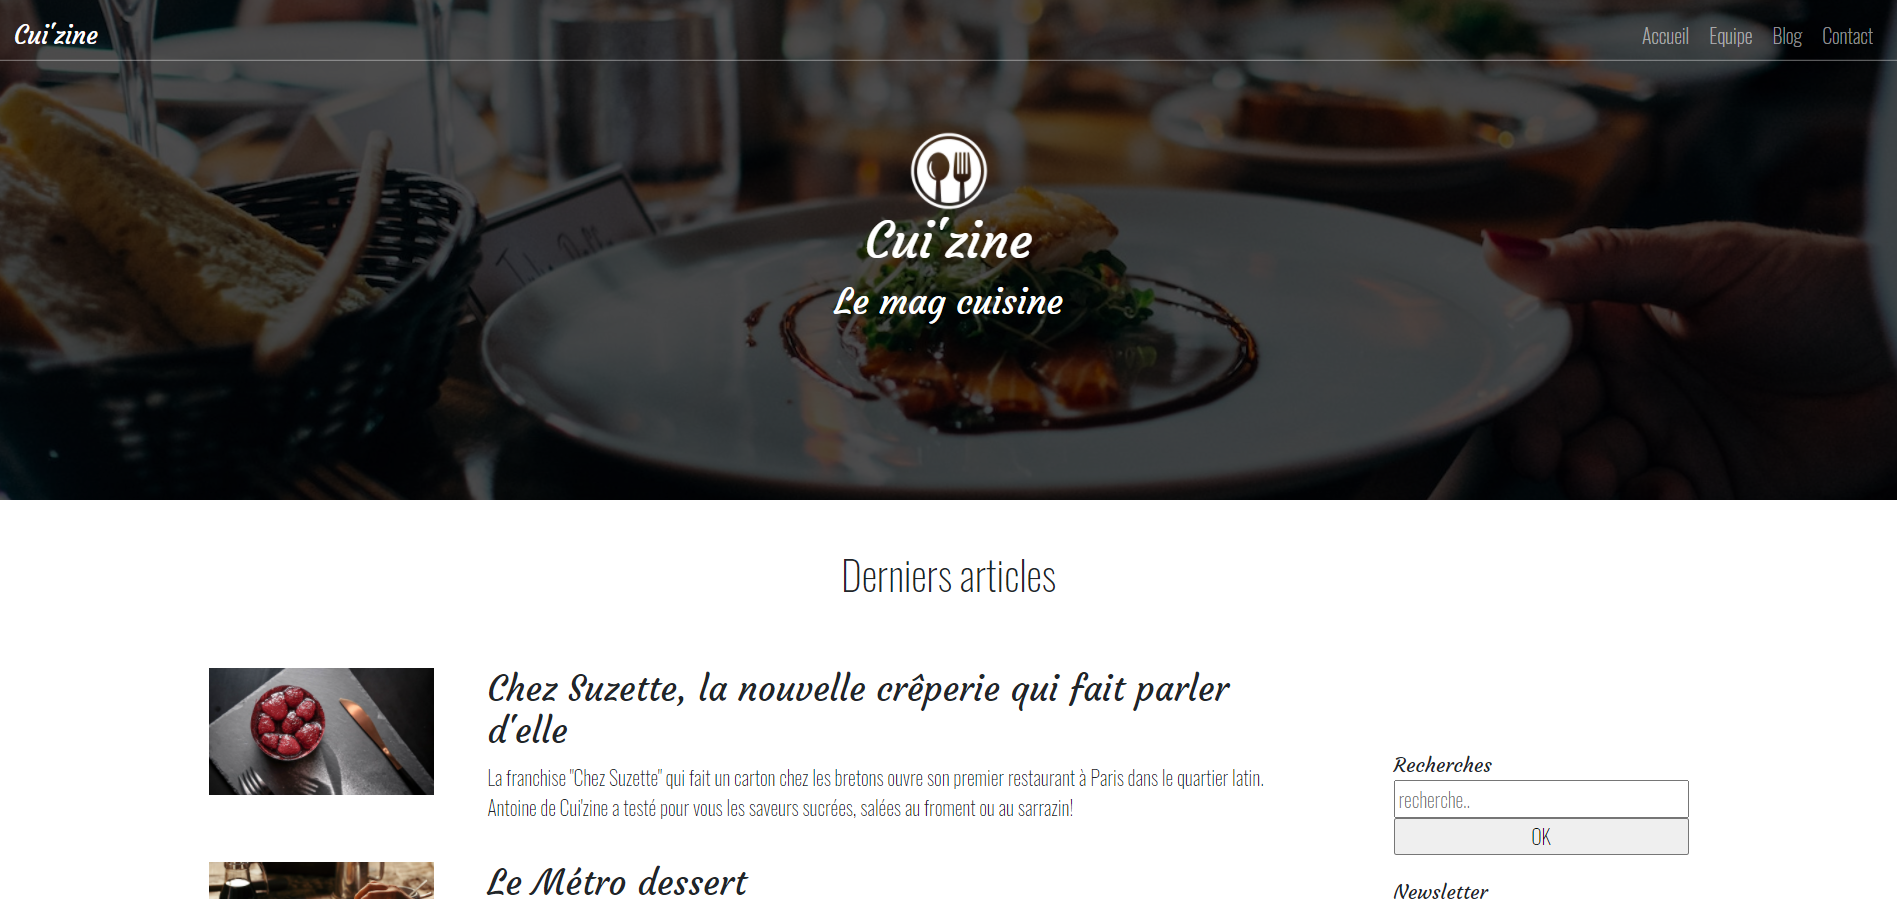 Cui'zine
Accueil Equipe Blog Contact
Cui'zine
Le mag cuisine
Derniers articles
Chez Suzette, la nouvelle crêperie qui fait parler
d'elle
La franchise "Chez Suzette" qui fait un carton chez les bretons ouvre son premier restaurant à Paris dans le quartier latin.
Antoine de Cui'zine a testé pour vous les saveurs sucrées, salées au froment ou au sarrazin!
Le Métro dessert
Recherches
recherche..
OK
Newsletter